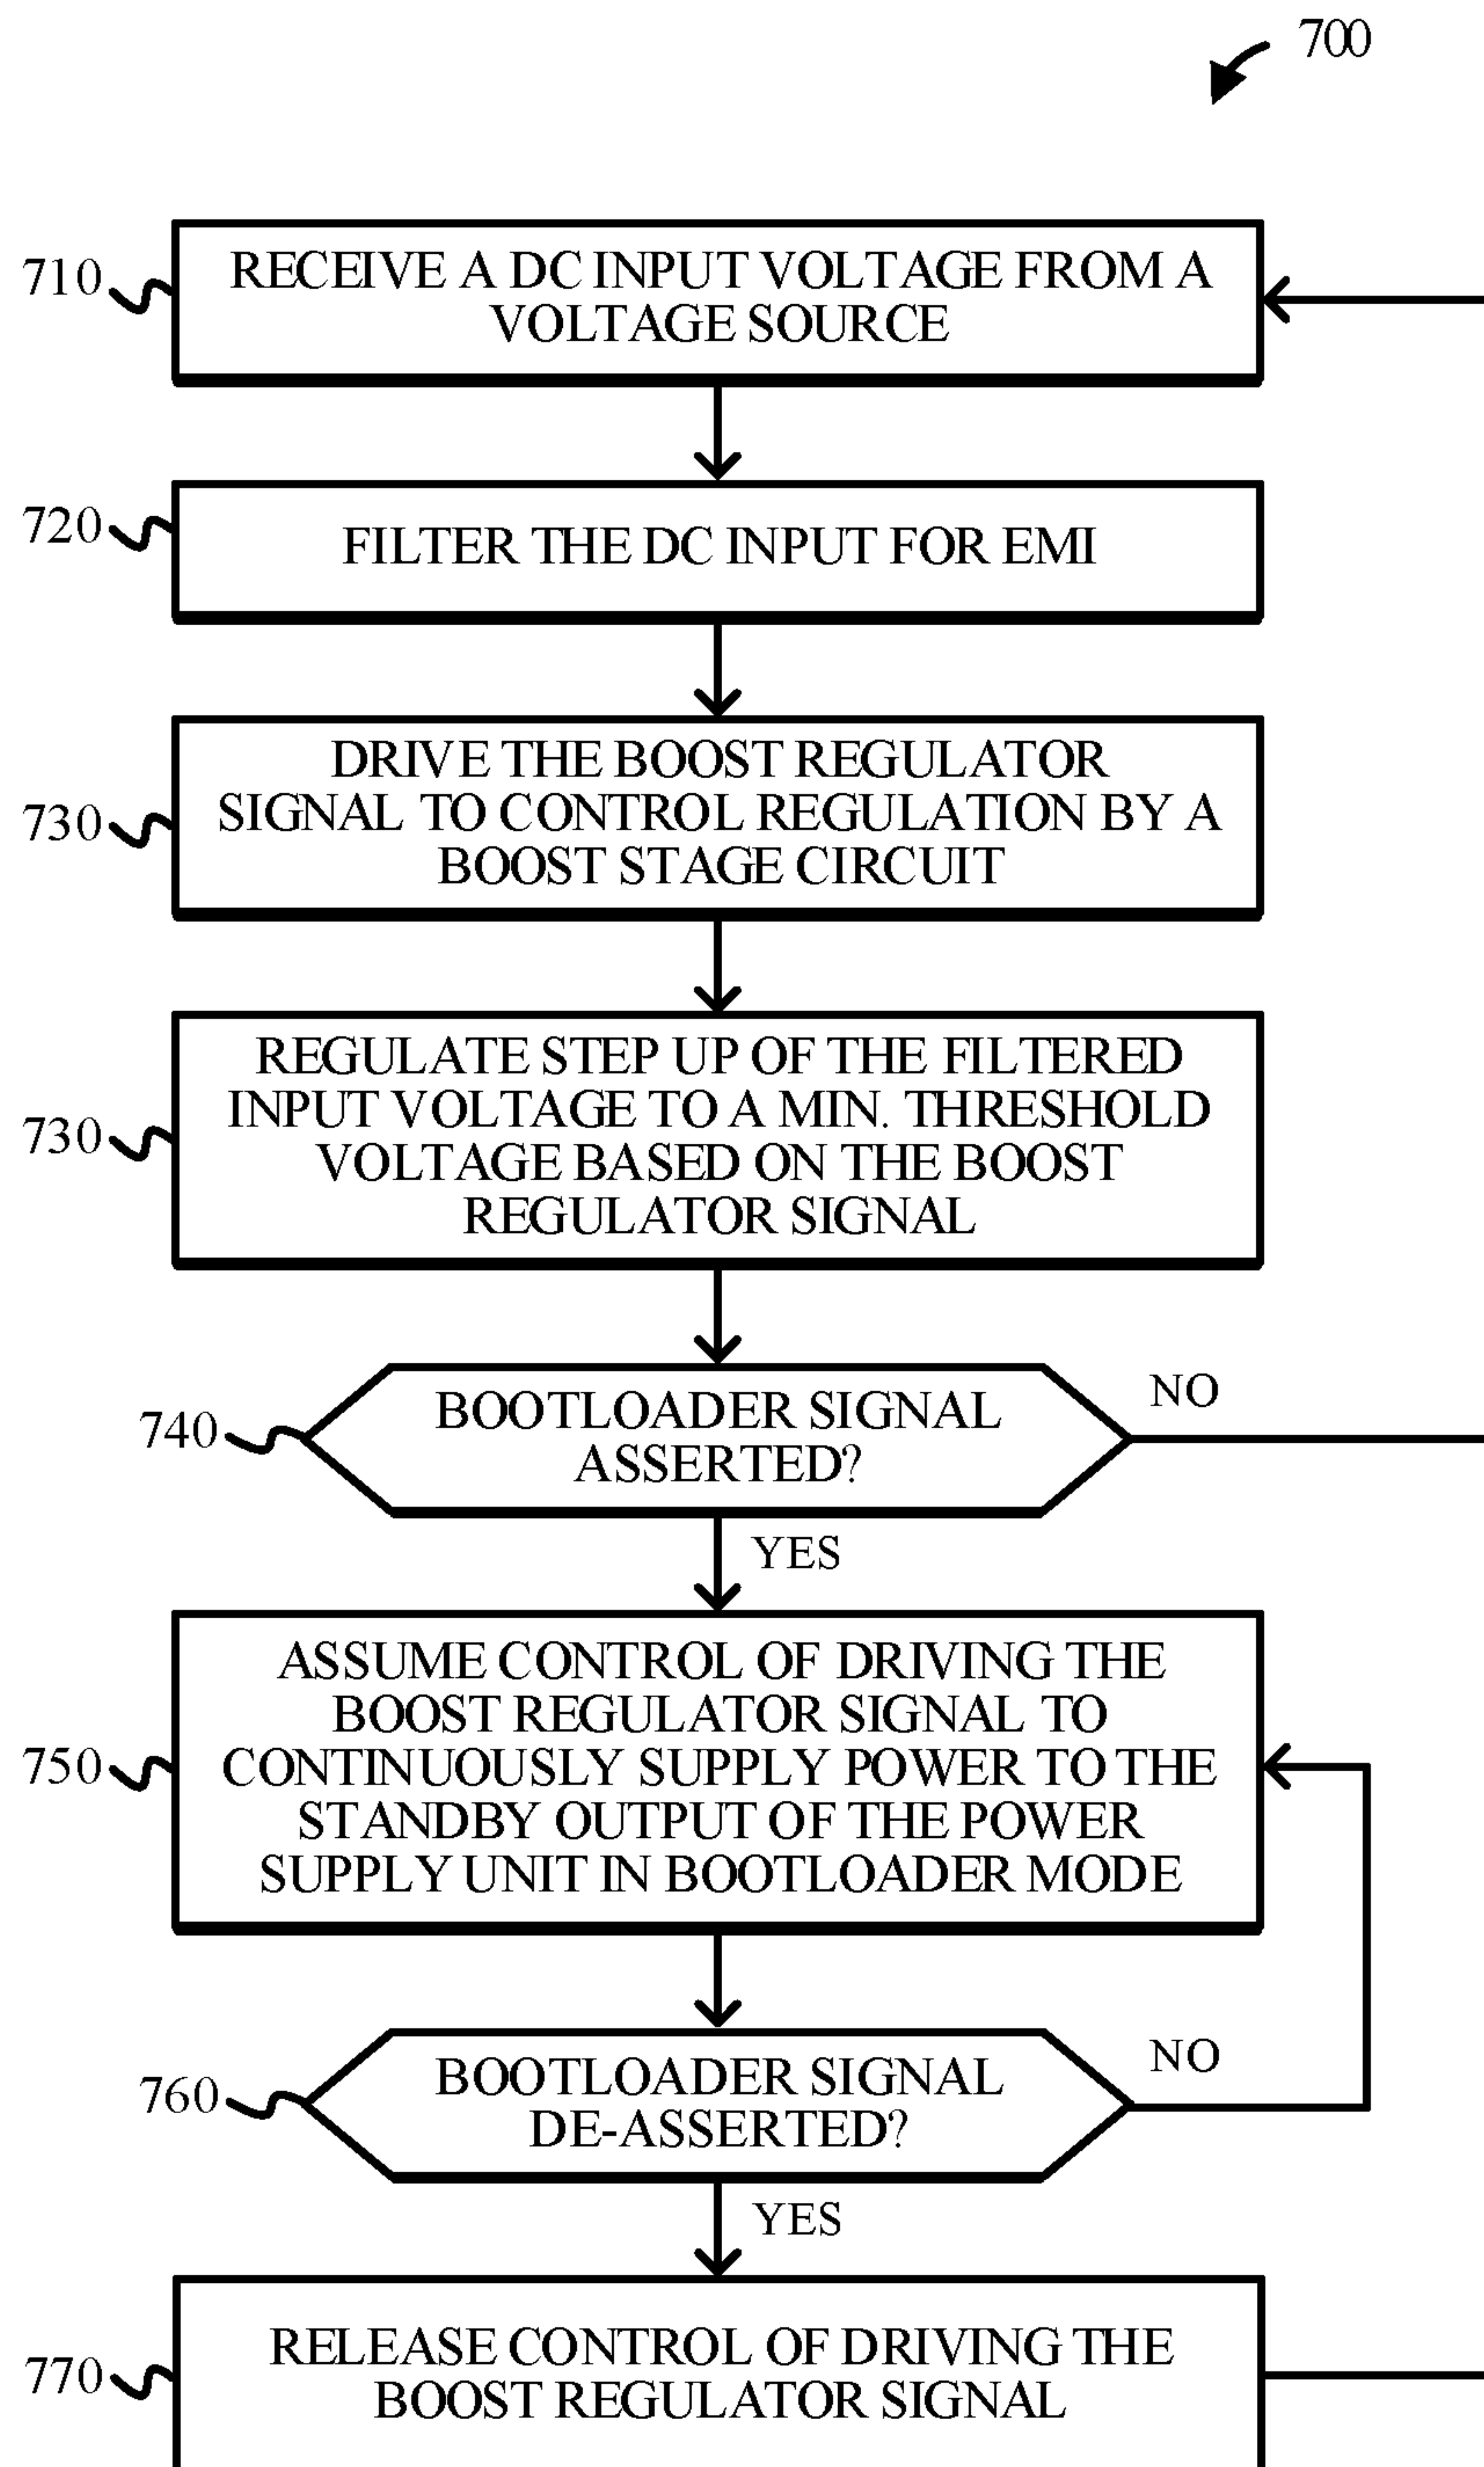 700
710
RECEIVE A DC INPUT VOLTAGE FROM A
VOLTAGE SOURCE
720
FILTER THE DC INPUT FOR EMI
730
DRIVE THE BOOST REGULATOR
SIGNAL TO CONTROL REGULATION BY A
BOOST STAGE CIRCUIT
730
REGULATE STEP UP OF THE FILTERED
INPUT VOLTAGE TO A MIN. THRESHOLD
VOLTAGE BASED ON THE BOOST
REGULATOR SIGNAL
740
BOOTLOADER SIGNAL
ASSERTED?
NO
YES
750
ASSUME CONTROL OF DRIVING THE
BOOST REGULATOR SIGNAL TO
CONTINUOUSLY SUPPLY POWER TO THE
STANDBY OUTPUT OF THE POWER
SUPPLY UNIT IN BOOTLOADER MODE
760
BOOTLOADER SIGNAL
DE-ASSERTED?
NO
YES
770
RELEASE CONTROL OF DRIVING THE
BOOST REGULATOR SIGNAL